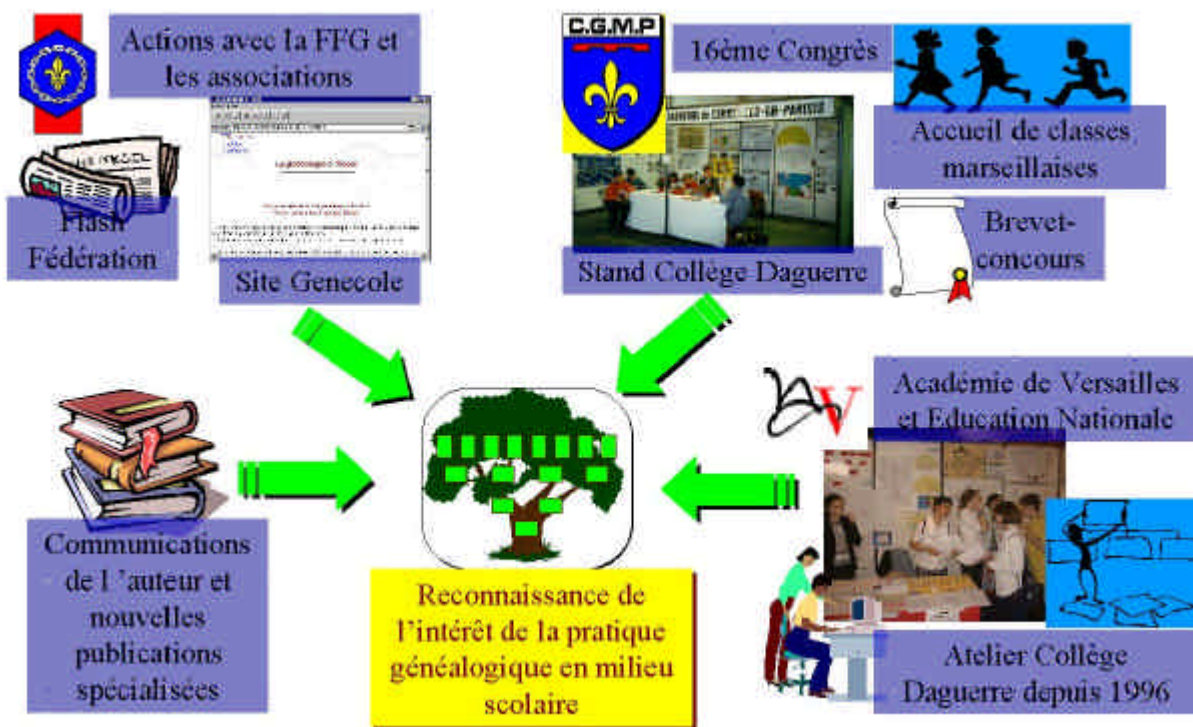 Actions avec la FFG et
les associations
Flash
Fédération
Site Genecole
C.G.M.P
16ème Congrès
Accueil de classes
marseillaises
Stand Collège Daguerre
Brevet-
concours
Communications
de l ’auteur et
nouvelles
publications
spécialisées
Reconnaissance de
l’intérêt de la pratique
généalogique en milieu
scolaire
Académie de Versailles
et Education Nationale
Atelier Collège
Daguerre depuis 1996